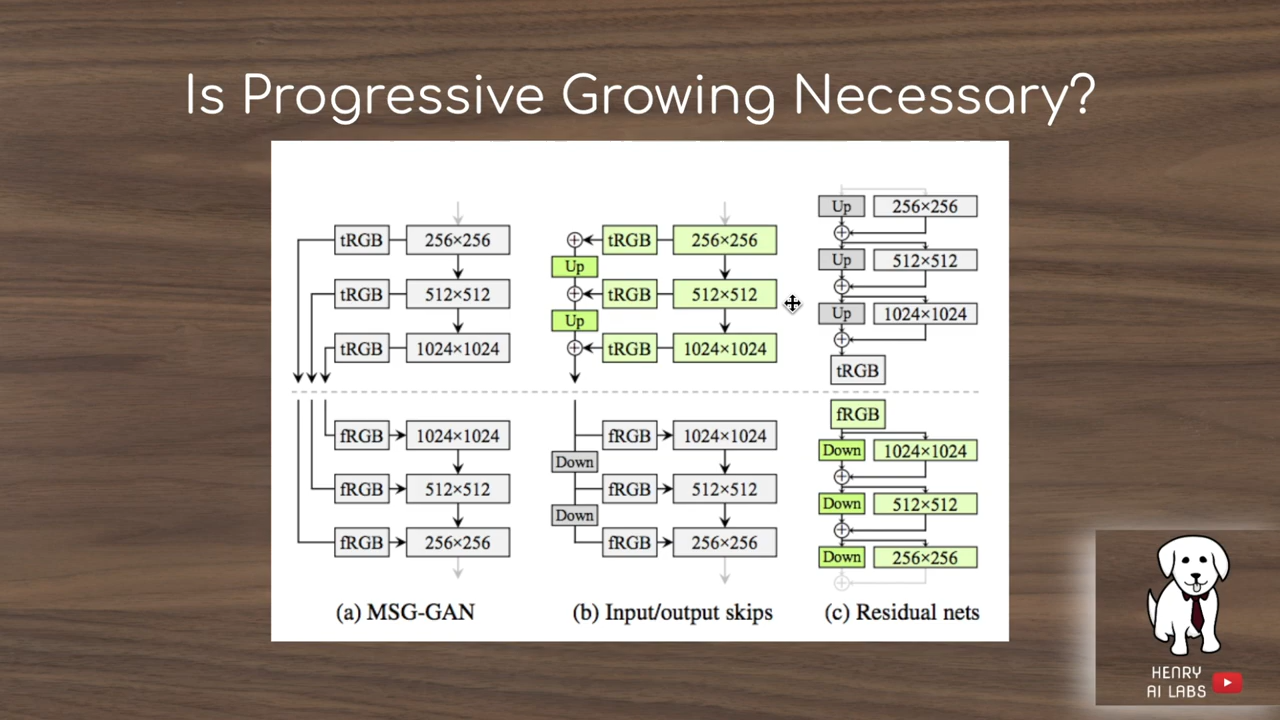 Is Progressive Growing Necessary?
tRGB 256×256
tRGB 512×512
tRGB 1024×1024
fRGB 1024×1024
fRGB 512×512
fRGB 256×256
(a) MSG-GAN
tRGB 256×256
Up
tRGB 512×512
Up
tRGB 1024×1024
fRGB 1024×1024
Down
fRGB 512×512
Down
fRGB 256×256
(b) Input/output skips
Up 256×256
Up 512×512
Up 1024×1024
tRGB
fRGB
Down 1024×1024
Down 512×512
Down 256×256
(c) Residual nets
HENRY
AI LABS